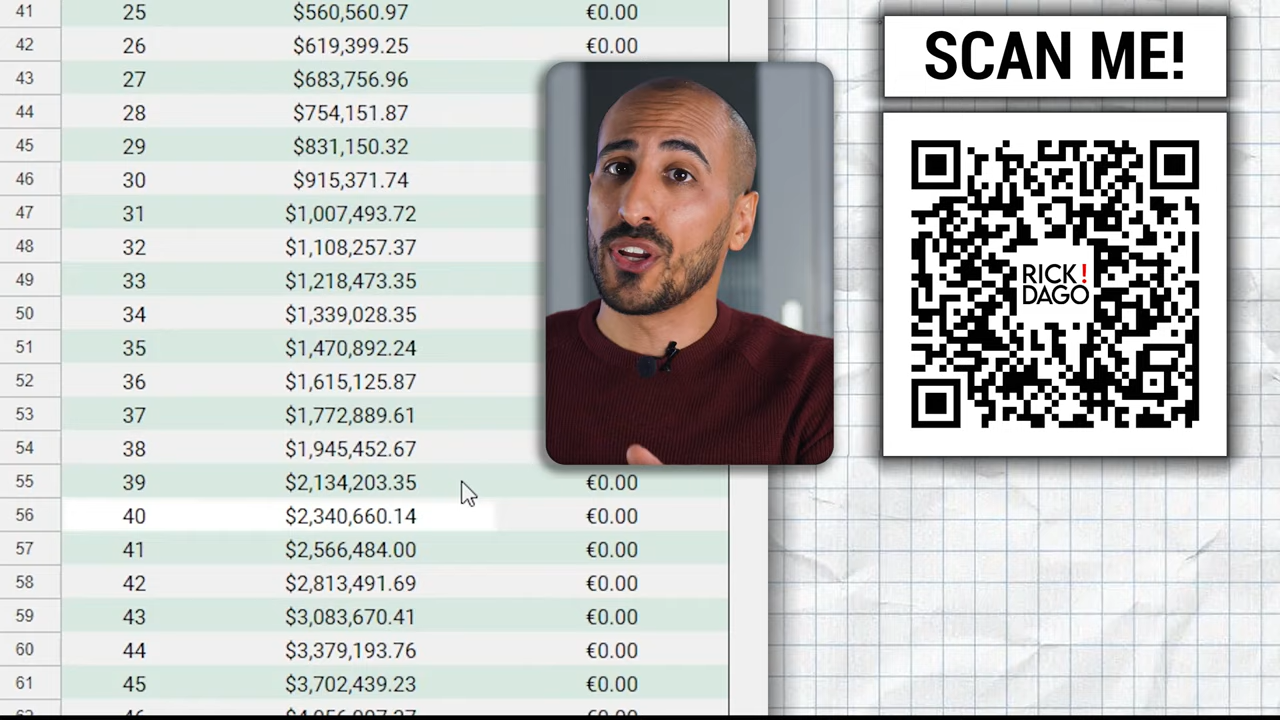 41 25 $560,560.97 €0.00
42 26 $619,399.25 €0.00
43 27 $683,756.96
44 28 $754,151.87
45 29 $831,150.32
46 30 $915,371.74
47 31 $1,007,493.72
48 32 $1,108,257.37
49 33 $1,218,473.35
50 34 $1,339,028.35
51 35 $1,470,892.24
52 36 $1,615,125.87
53 37 $1,772,889.61
54 38 $1,945,452.67
55 39 $2,134,203.35 €0.00
56 40 $2,340,660.14 €0.00
57 41 $2,566,484.00 €0.00
58 42 $2,813,491.69 €0.00
59 43 $3,083,670.41 €0.00
60 44 $3,379,193.76 €0.00
61 45 $3,702,439.23 €0.00
SCAN ME!
RICK!
DAGO